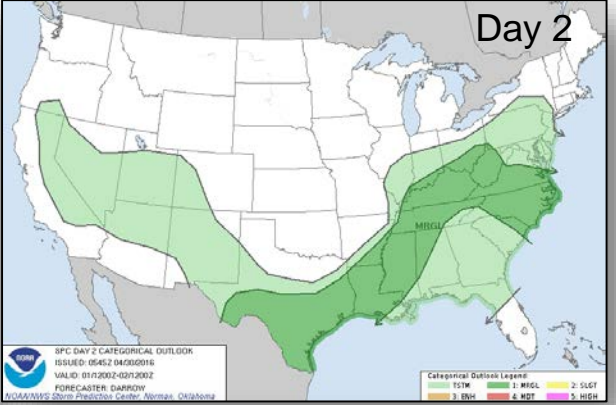 Day 2
MRGL
NOAA
SPC DAY 2 CATEGORICAL OUTLOOK
ISSUED: 0545Z 04/30/2016
VALID: 01/1200Z-02/1200Z
FORECASTER: DARROW
NOAA/NWS Storm Prediction Center, Norman, Oklahoma
Categorical Outlook Legend:
TSTM 1: MRGL 2: SLGT
3: ENH 4: MDT 5: HIGH